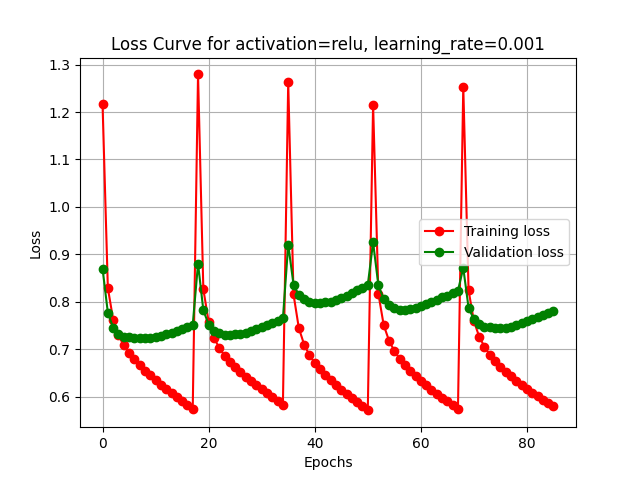 Loss Curve for activation=relu, learning_rate=0.001
1.3
1.2
1.1
1.0
0.9
0.8
0.7
0.6
Loss
Training loss
Validation loss
0 20 40 60 80
Epochs